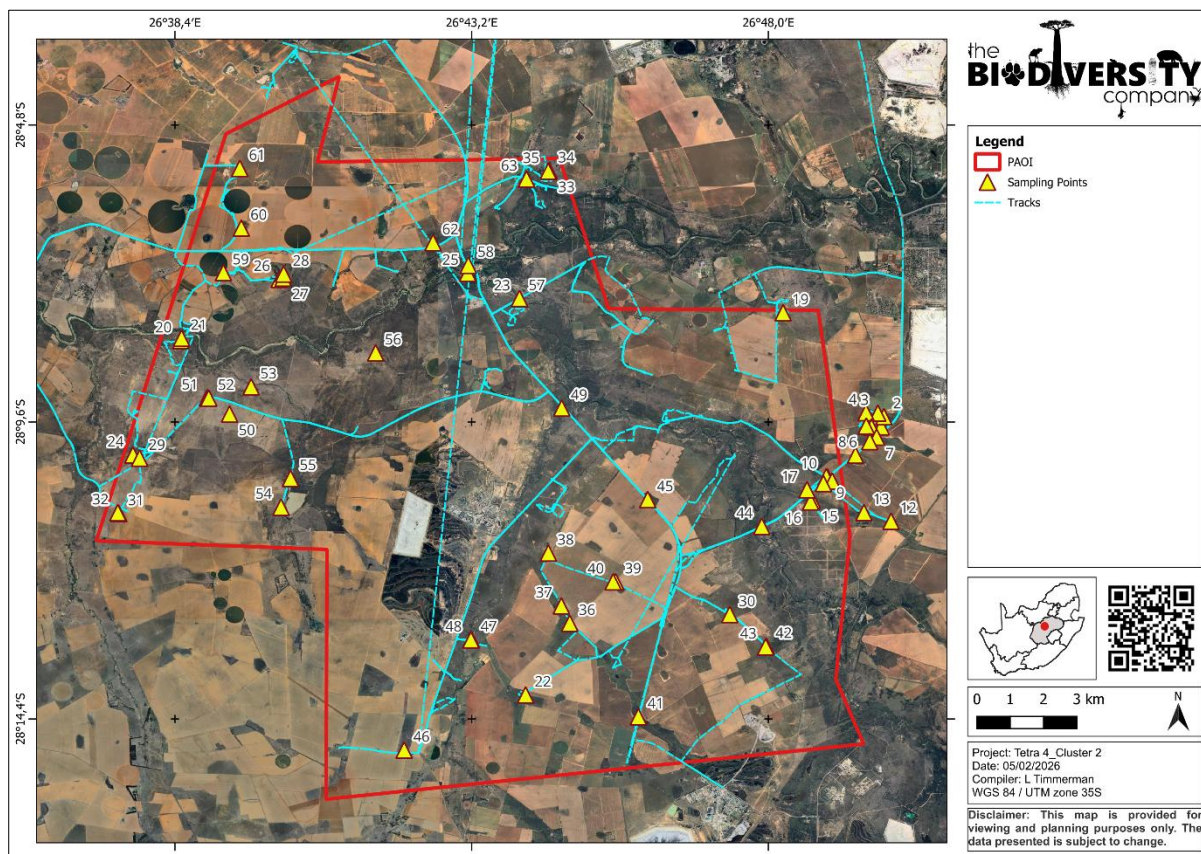 26°38,4'E
26°43,2'E
26°48,0'E
the
BIODIVERSITY
company
28°4,8'S
28°9,6'S
28°14,4'S
Legend
PAOI
Sampling Points
Tracks
61
60
59
26
28
27
62
25
58
23
57
63
35
34
33
19
20
21
56
51
52
53
50
49
24
29
32
31
55
54
43
2
86
7
10
9
17
16
15
13
12
45
44
38
40
39
37
36
30
43
42
48
47
22
41
46
0
1
2
3 km
N
Project: Tetra 4_Cluster 2
Date: 05/02/2026
Compiler: L Timmerman
WGS 84 / UTM zone 35S
Disclaimer: This map is provided for
viewing and planning purposes only. The
data presented is subject to change.